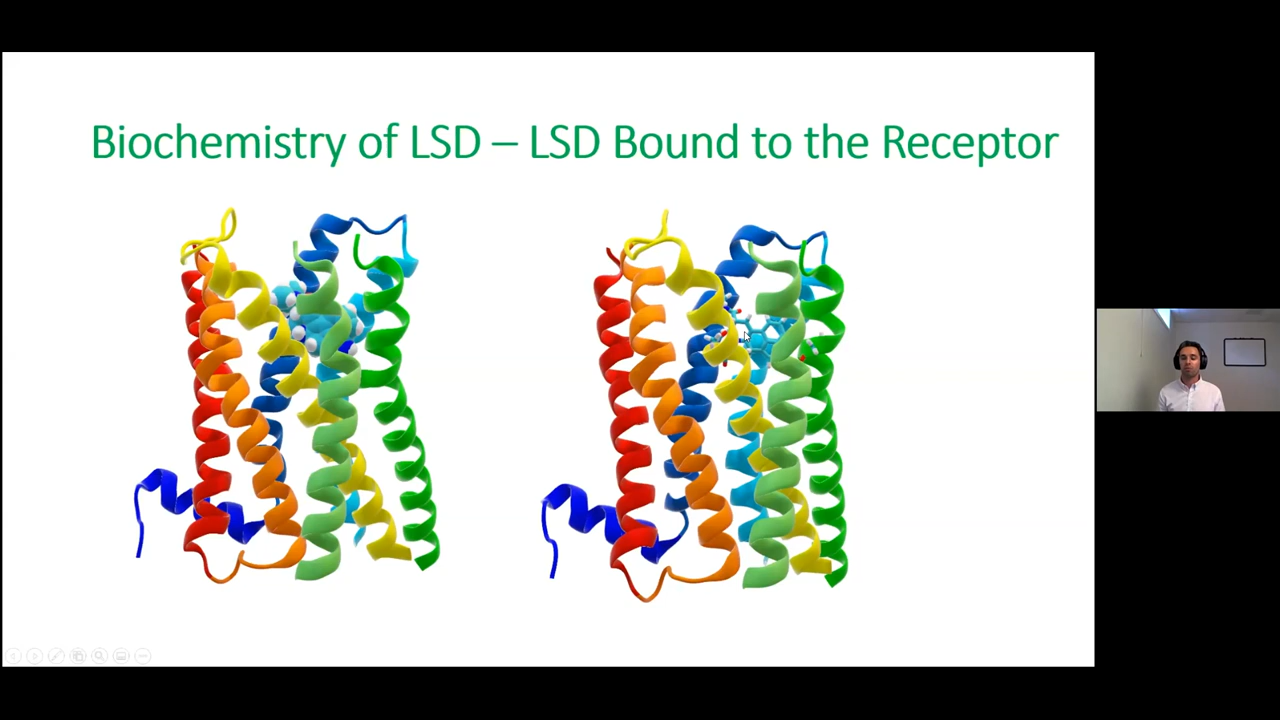 Biochemistry of LSD – LSD Bound to the Receptor